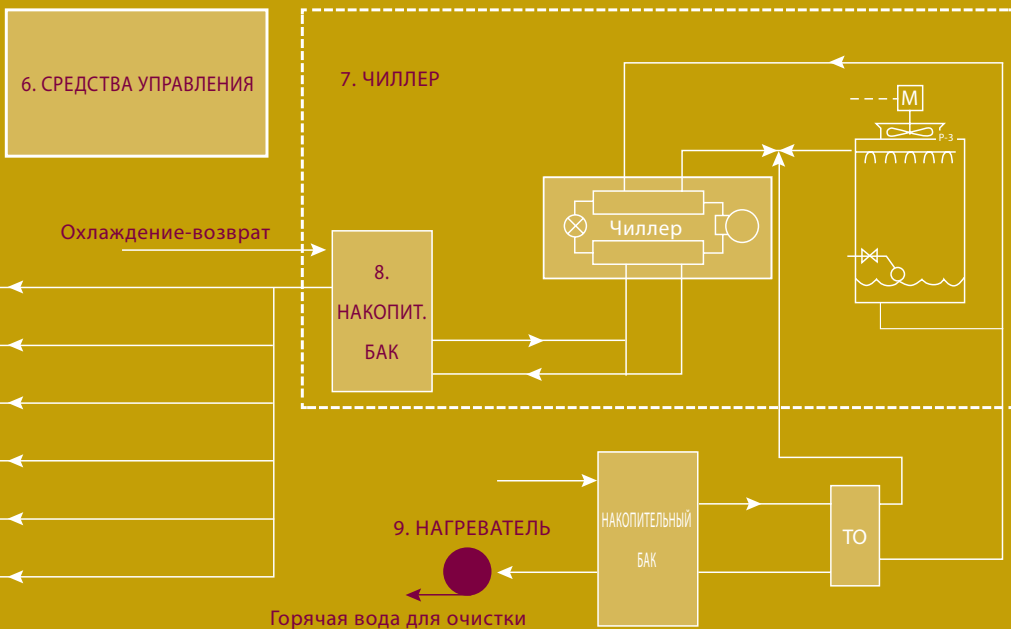 6. СРЕДСТВА УПРАВЛЕНИЯ
7. ЧИЛЛЕР
М
Р-3
Чиллер
Охлаждение-возврат
8.
НАКОПИТ.
БАК
9. НАГРЕВАТЕЛЬ
НАКОПИТЕЛЬНЫЙ
БАК
ТО
Горячая вода для очистки